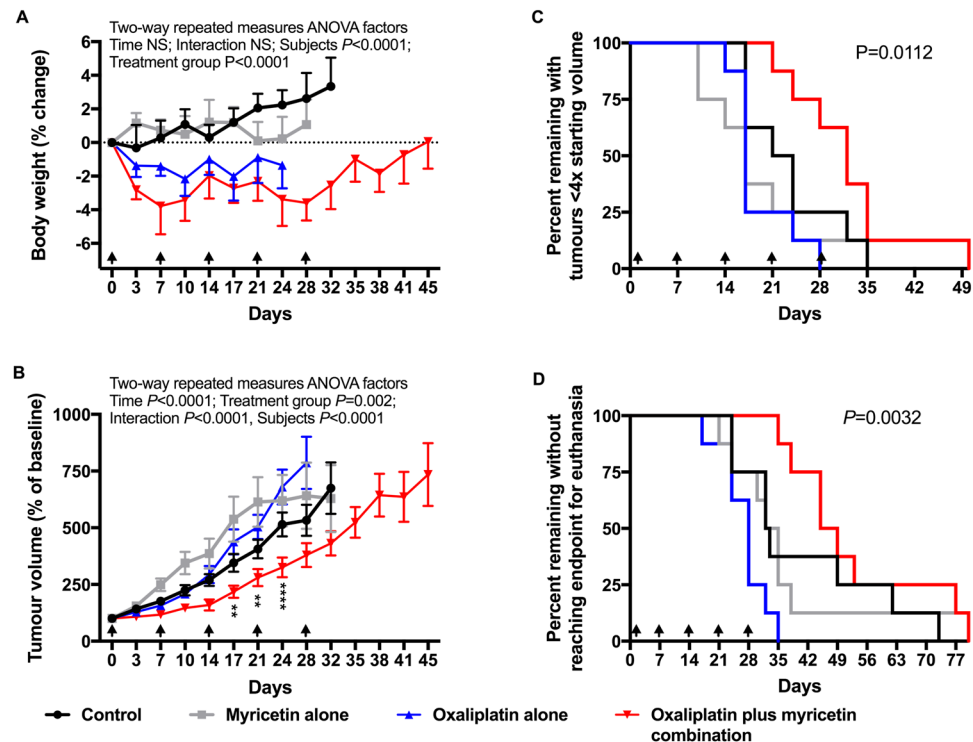 A
Two-way repeated measures ANOVA factors
Time NS; Interaction NS; Subjects P<0.0001;
Treatment group P<0.0001
Body weight (% change)
6
4
2
0
-2
-4
-6
0 3 7 10 14 17 21 24 28 32 35 38 41 45
Days
C
P=0.0112
Percent remaining with
tumours <4x starting volume
100
75
50
25
0
0 7 14 21 28 35 42 49
Days
B
Two-way repeated measures ANOVA factors
Time P<0.0001; Treatment group P=0.002;
Interaction P<0.0001, Subjects P<0.0001
Tumour volume (% of baseline)
1000
750
500
250
0
** ** ****
0 3 7 10 14 17 21 24 28 32 35 38 41 45
Days
D
P=0.0032
Percent remaining without
reaching endpoint for euthanasia
100
75
50
25
0
0 7 14 21 28 35 42 49 56 63 70 77
Days
Control
Myricetin alone
Oxaliplatin alone
Oxaliplatin plus myricetin
combination